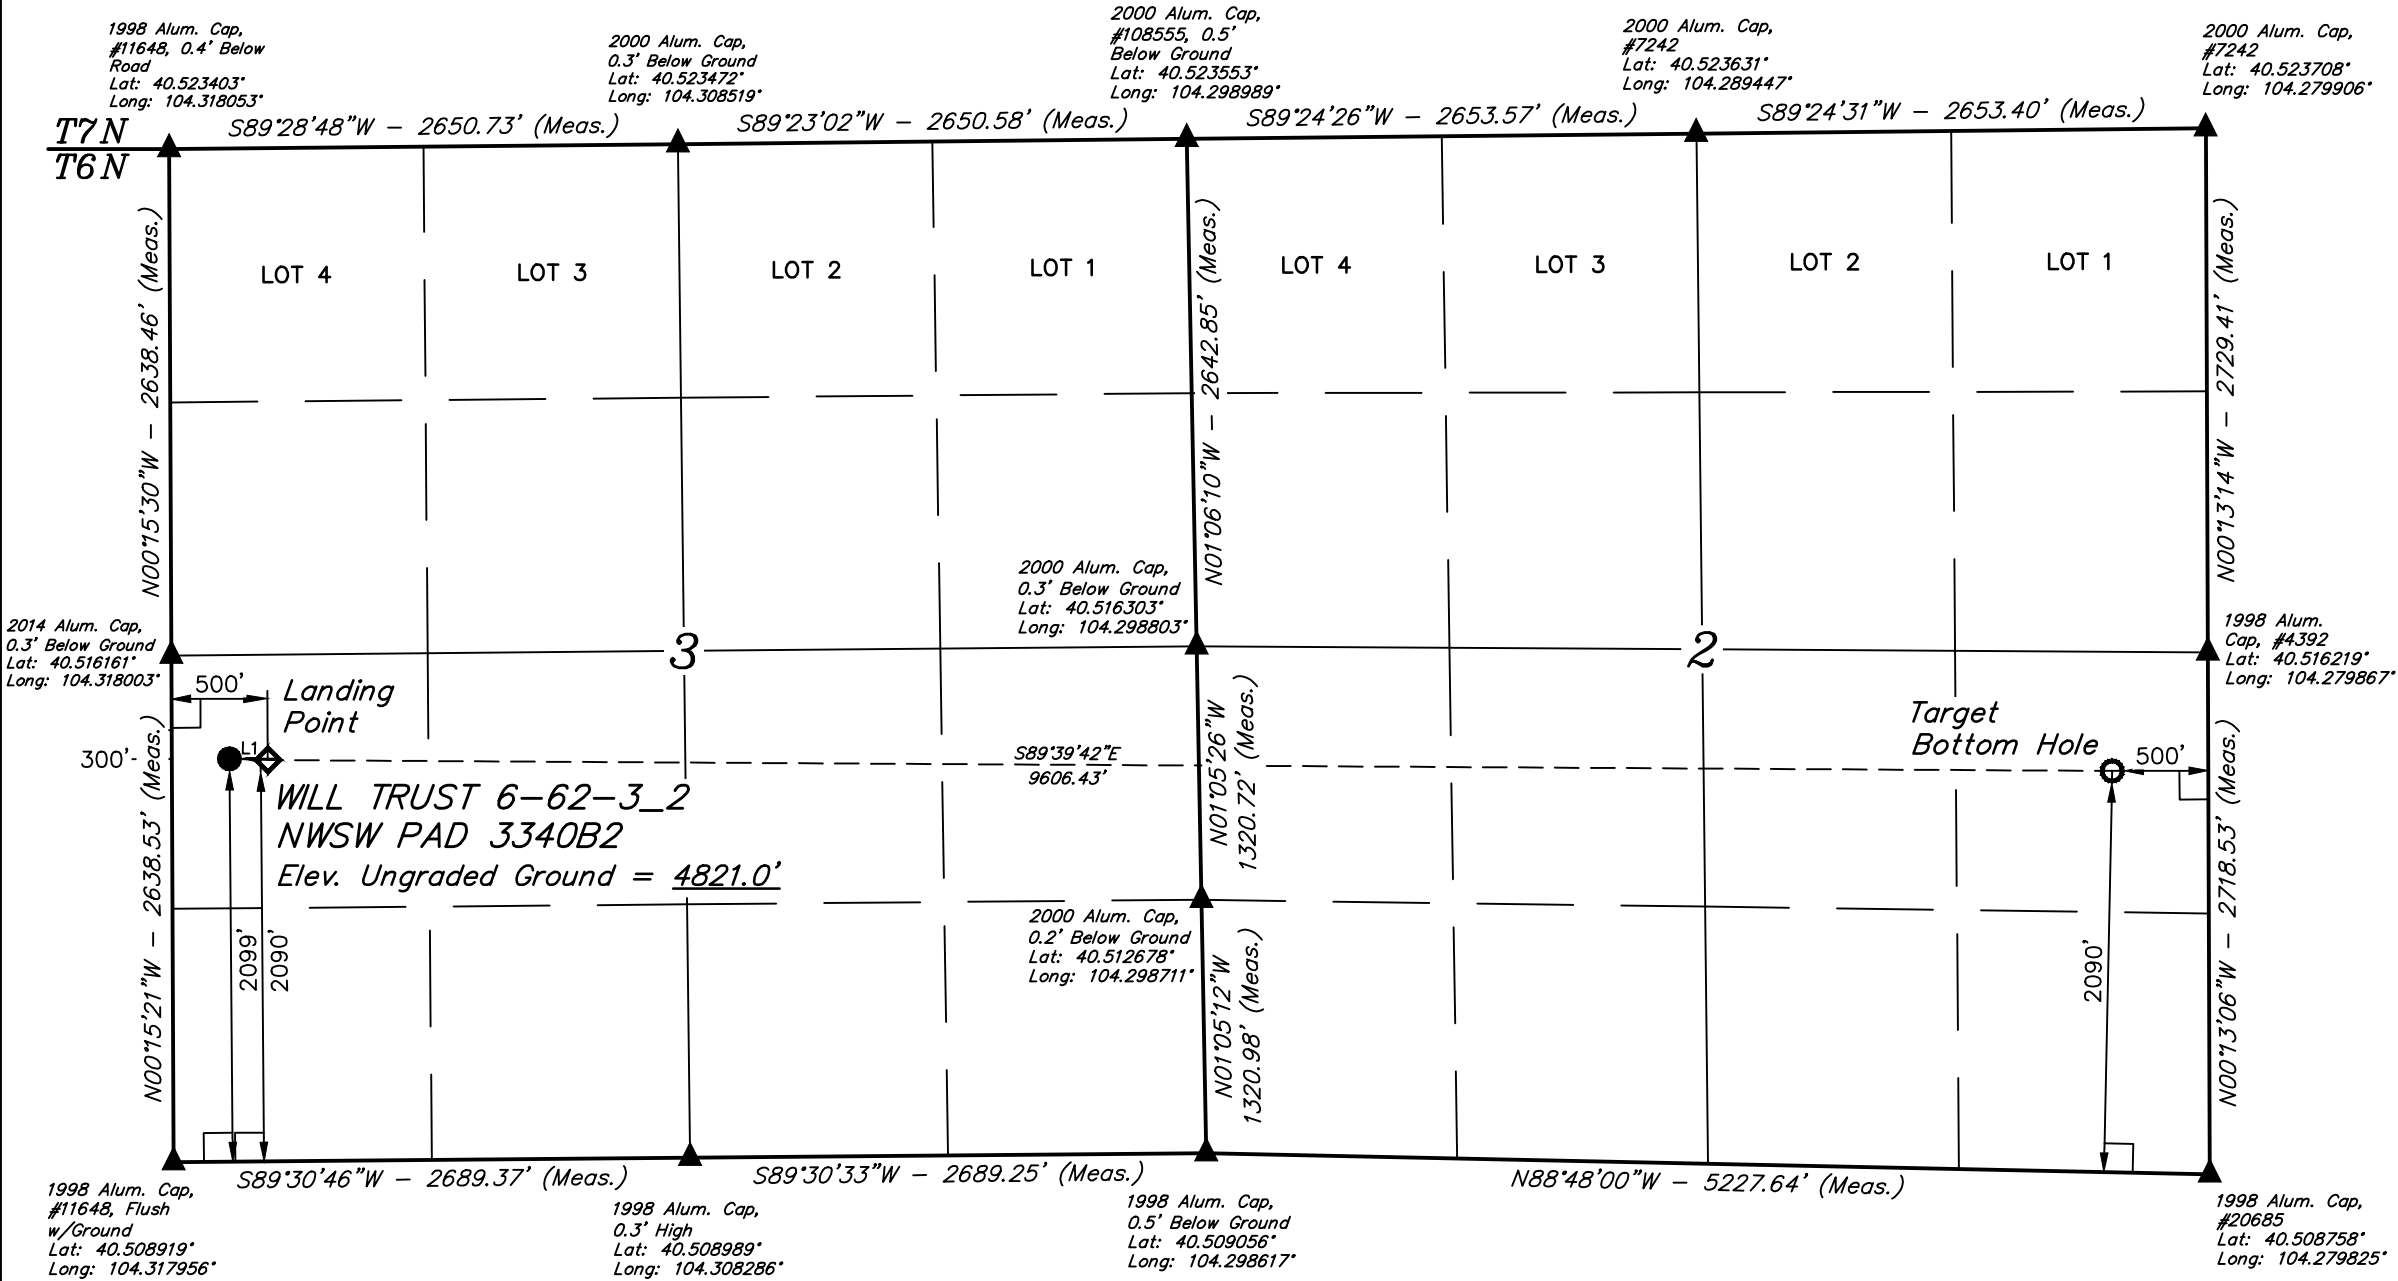 1998 Alum. Cap,
#11648, 0.4' Below
Road
Lat: 40.523403°
Long: 104.318053°
2000 Alum. Cap,
0.3' Below Ground
Lat: 40.523472°
Long: 104.308519°
2000 Alum. Cap,
#108555, 0.5'
Below Ground
Lat: 40.523553°
Long: 104.298989°
2000 Alum. Cap,
#7242
Lat: 40.523631°
Long: 104.289447°
2000 Alum. Cap,
#7242
Lat: 40.523708°
Long: 104.279906°
T7N
T6N
S89°28'48"W – 2650.73' (Meas.)
S89°23'02"W – 2650.58' (Meas.)
S89°24'26"W – 2653.57' (Meas.)
S89°24'31"W – 2653.40' (Meas.)
N00°15'30"W – 2638.46' (Meas.)
LOT 4
LOT 3
LOT 2
LOT 1
N01°06'10"W – 2642.85' (Meas.)
LOT 4
LOT 3
LOT 2
LOT 1
N00°13'14"W – 2729.41' (Meas.)
2014 Alum. Cap,
0.3' Below Ground
Lat: 40.516161°
Long: 104.318003°
3
2000 Alum. Cap,
0.3' Below Ground
Lat: 40.516303°
Long: 104.298803°
2
1998 Alum.
Cap, #4392
Lat: 40.516219°
Long: 104.279867°
500'
Landing
Point
300'
L1
S89°39'42"E
9606.43'
Target
Bottom Hole
500'
WILL TRUST 6-62-3_2
NWSW PAD 3340B2
Elev. Ungraded Ground = 4821.0'
N00°15'21"W – 2638.53' (Meas.)
2099'
2090'
N01°05'26"W
1320.72' (Meas.)
2000 Alum. Cap,
0.2' Below Ground
Lat: 40.512678°
Long: 104.298711°
N01°05'12"W
1320.98' (Meas.)
2090'
N00°13'06"W – 2718.53' (Meas.)
S89°30'46"W – 2689.37' (Meas.)
S89°30'33"W – 2689.25' (Meas.)
N88°48'00"W – 5227.64' (Meas.)
1998 Alum. Cap,
#11648, Flush
w/Ground
Lat: 40.508919°
Long: 104.317956°
1998 Alum. Cap,
0.3' High
Lat: 40.508989°
Long: 104.308286°
1998 Alum. Cap,
0.5' Below Ground
Lat: 40.509056°
Long: 104.298617°
1998 Alum. Cap,
#20685
Lat: 40.508758°
Long: 104.279825°